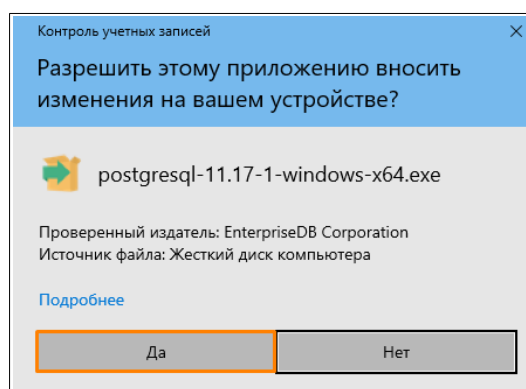 Контроль учетных записей
Разрешить этому приложению вносить
изменения на вашем устройстве?
postgresql-11.17-1-windows-x64.exe
Проверенный издатель: EnterpriseDB Corporation
Источник файла: Жесткий диск компьютера
Подробнее
Да
Нет